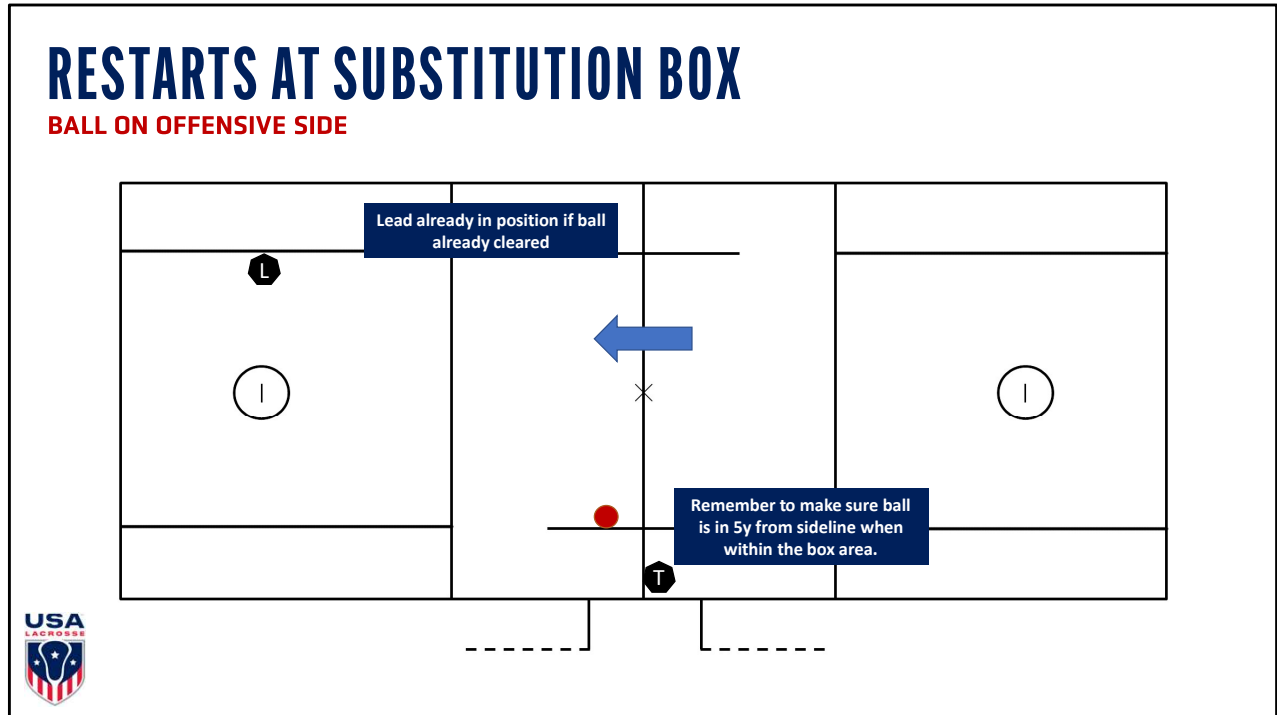 RESTARTS AT SUBSTITUTION BOX
BALL ON OFFENSIVE SIDE
Lead already in position if ball
already cleared
L
I
I
Remember to make sure ball
is in 5y from sideline when
within the box area.
T
USA
LACROSSE